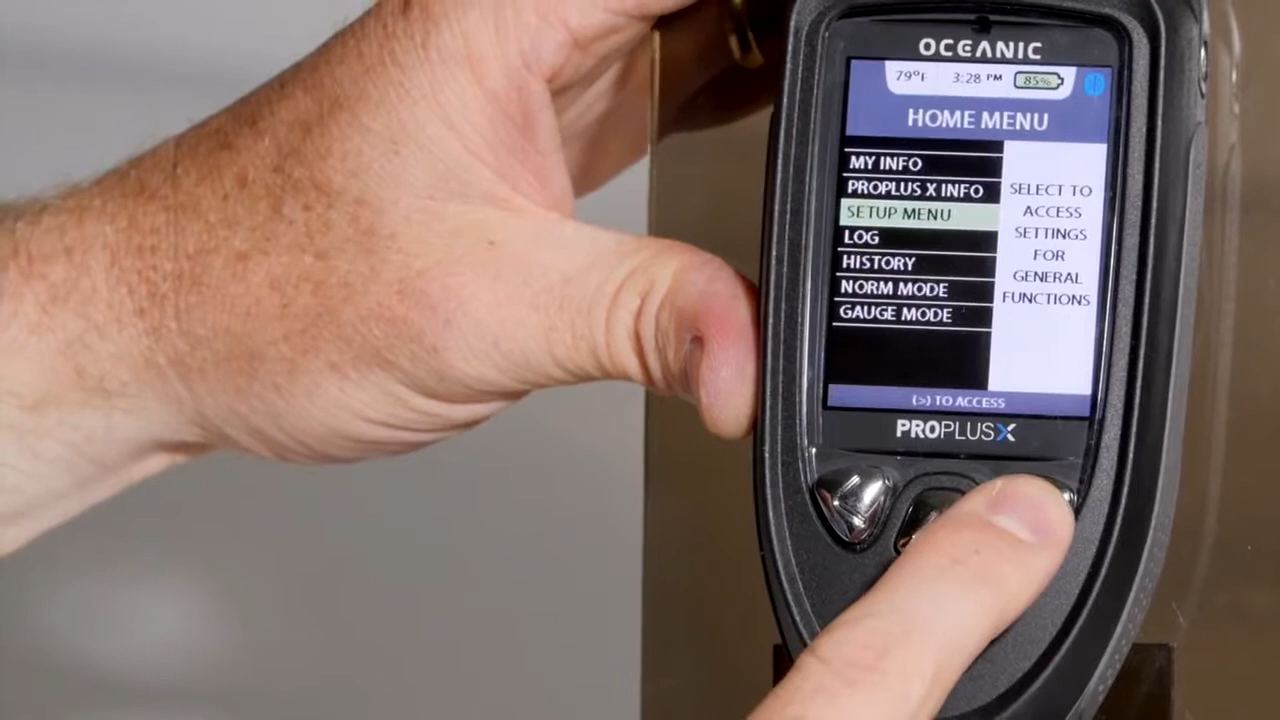 OCEANIC
79°F 3:28 PM 85%
HOME MENU
MY INFO
PROPLUS X INFO
SETUP MENU
LOG
HISTORY
NORM MODE
GAUGE MODE
SELECT TO
ACCESS
SETTINGS
FOR
GENERAL
FUNCTIONS
(>) TO ACCESS
PROPLUSX